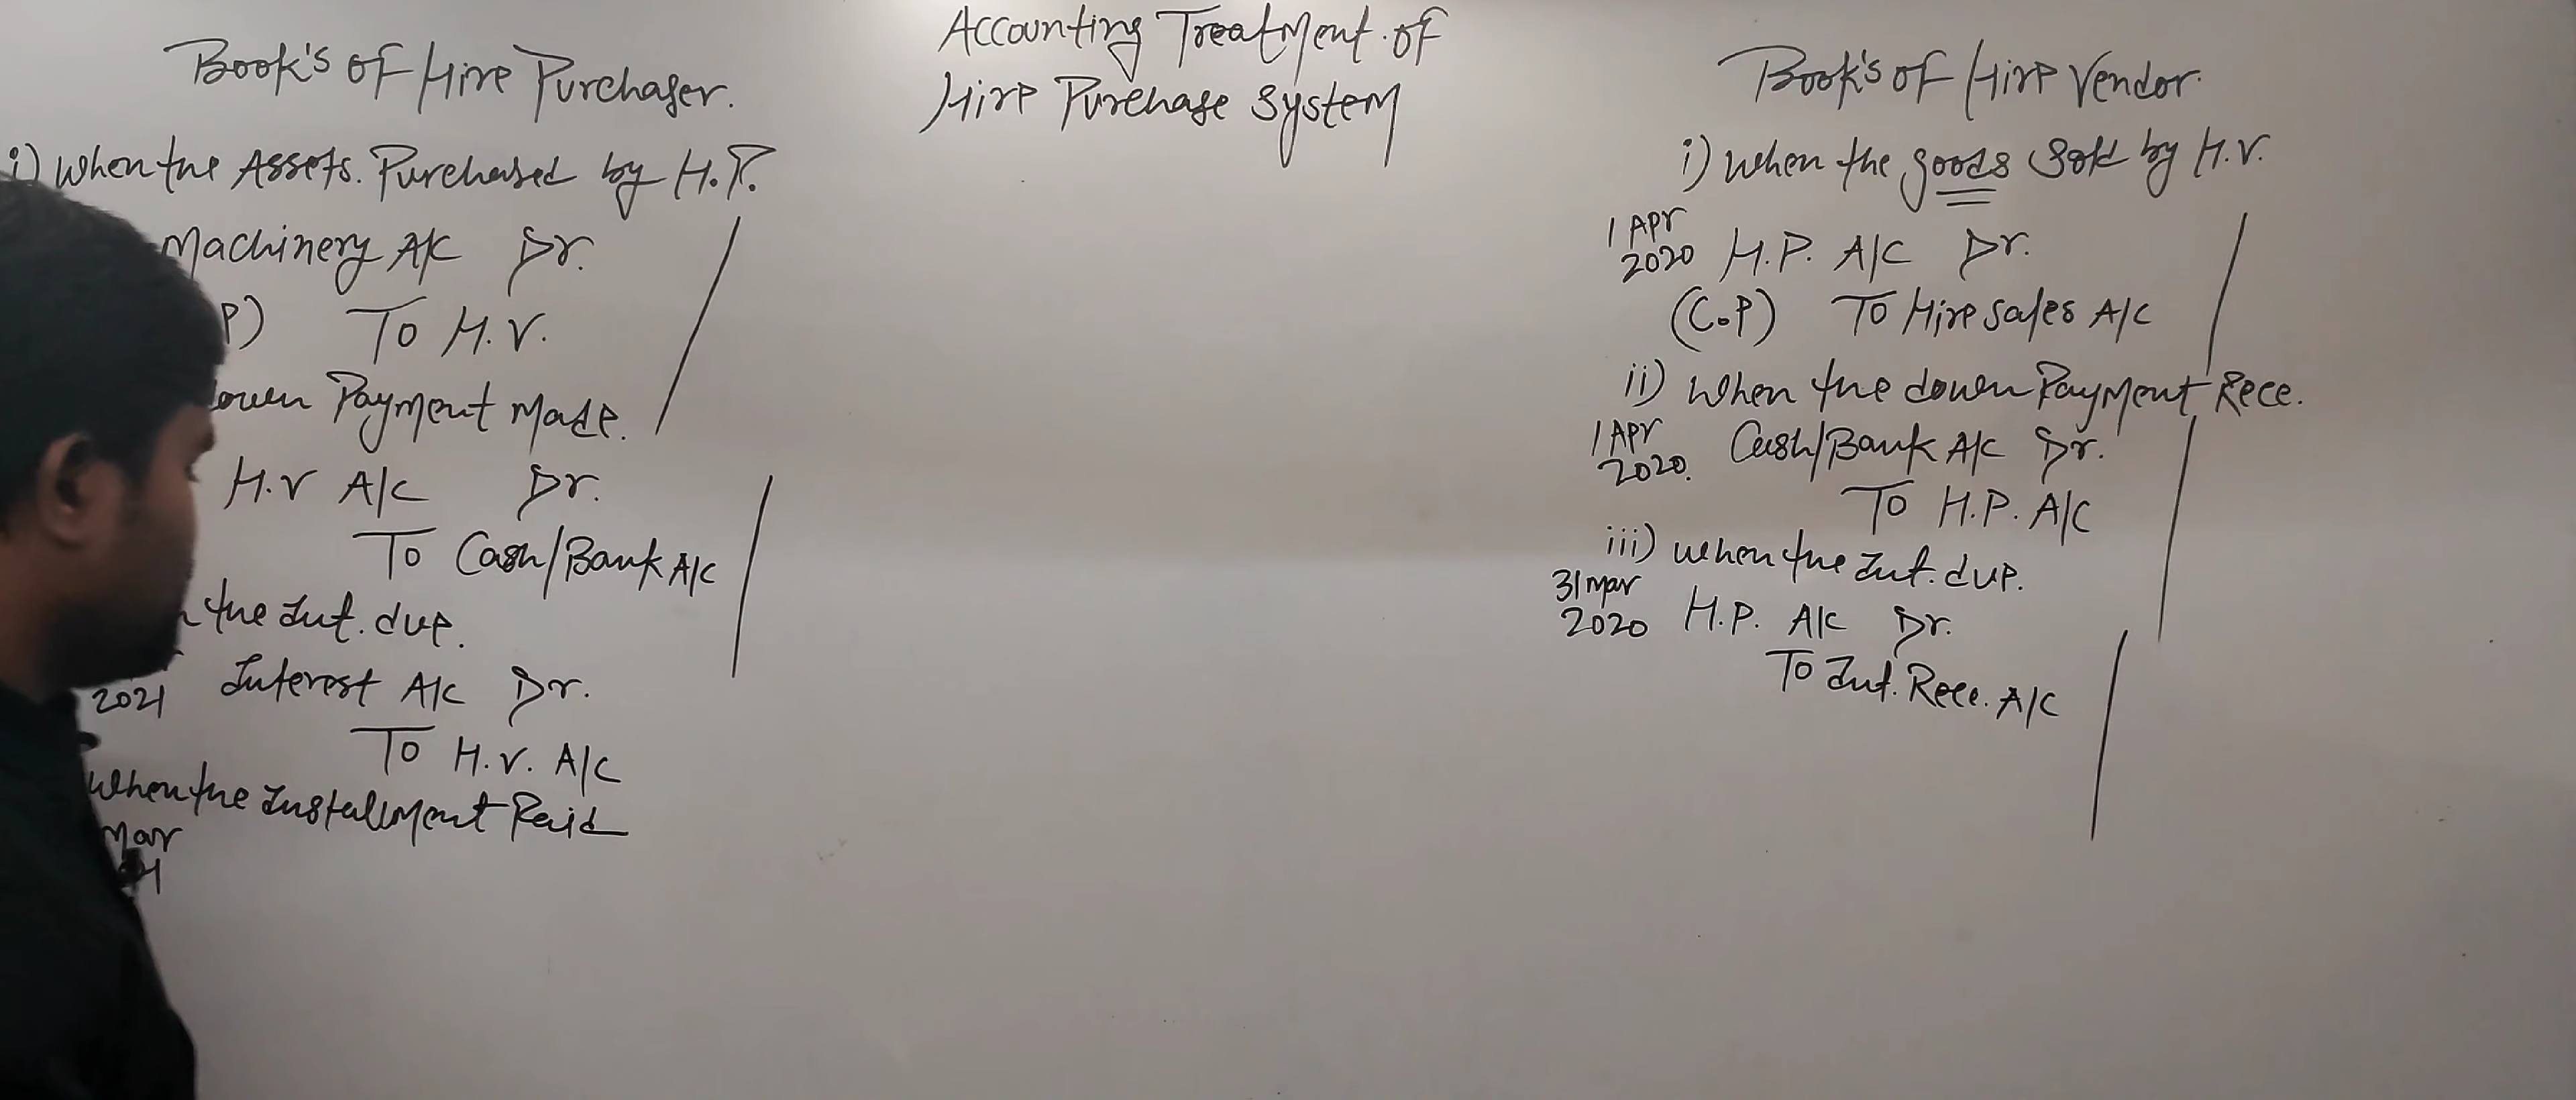 Accounting Treatment of
Hire Purchase System
Book's of Hire Purchaser.
i) When the Assets. Purchased by H.P.
Machinery A/c Dr.
P) To H.V.
Payment Made.
H.V A/C Dr.
To Cash/Bank A/C
the Int. due.
2021 Interest A/c Dr.
To H.V. A/C
When the Installment Paid
Mar
Book's of Hire Vendor.
i) When the goods Sold by H.V.
1 Apr
2020 H.P. A/C Dr.
(C.P) To Hire Sales A/C
ii) When the down Payment Rece.
1 Apr
2020. Cash/Bank A/c Dr.
To H.P. A/C
iii) when the Int. due.
31 Mar
2020 H.P. A/c Dr.
To Int. Rece. A/C